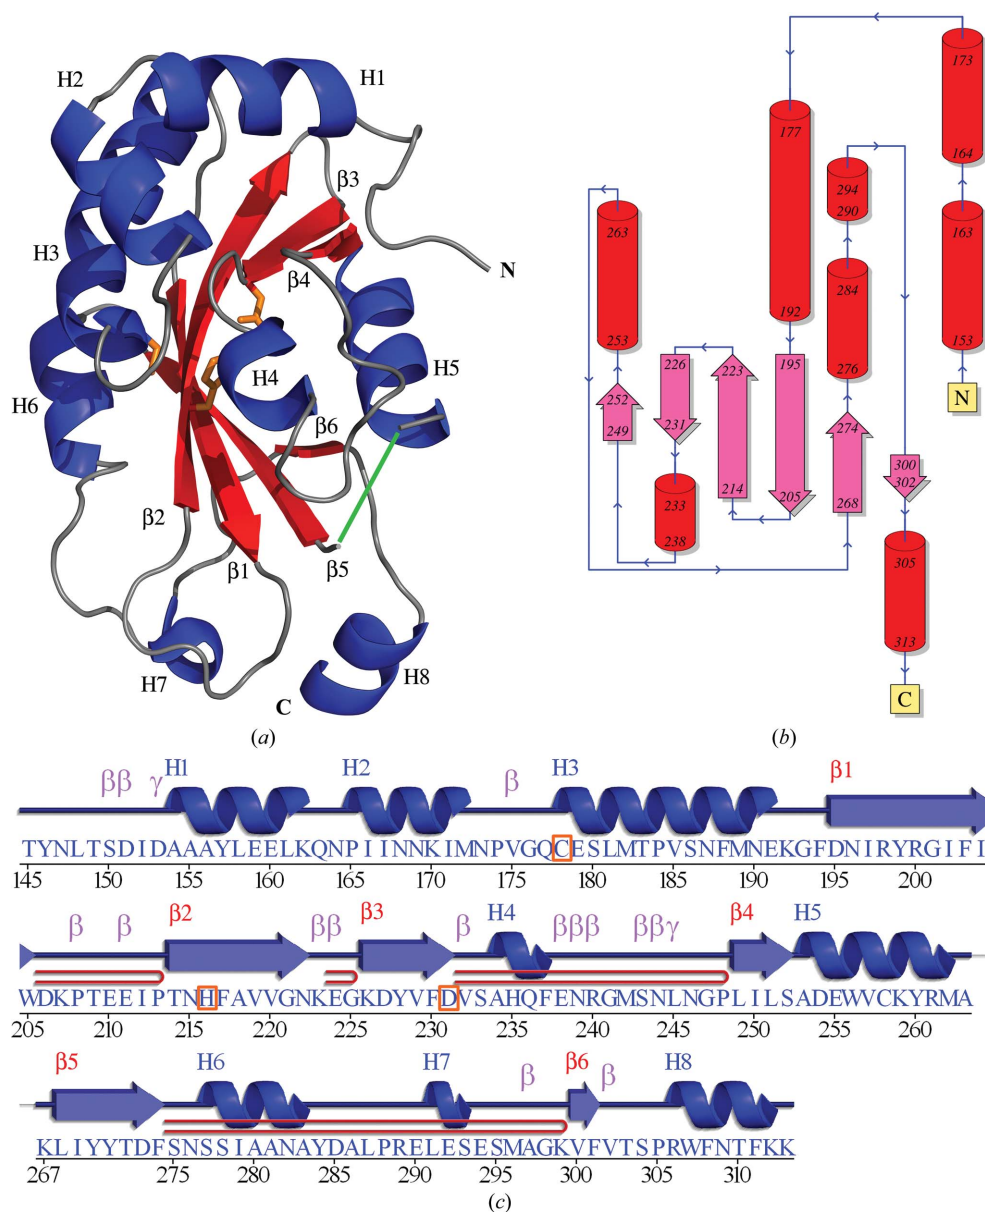 H2
H1
β3
N
β4
H3
H4
H5
H6
β6
β2
β1
β5
H7
H8
C
(a)
173
177
164
294
290
263
163
284
192
253
153
276
226
223
195
N
252
249
231
274
300
302
214
205
268
233
238
305
313
C
(b)
ββ γ H1 H2 β H3 β1
TYNLTSDIDAAAYLEELKQNPIINNKIMNPVGQCESLMTPVSNFMNEKGFDNIRYRGIFI
145 150 155 160 165 170 175 180 185 190 195 200
β β β2 ββ β3 β H4 βββ ββγ β4 H5
WDKPTEEIPTNHFAVVGNKEGKDYVFDVSAHQFENRGMSNLNGPLILSADEWVCKYRMA
205 210 215 220 225 230 235 240 245 250 255 260
β5 H6 H7 β β6 β H8
KLIYYTDFSNSSIAANAYDALPRELESESMAGKVFVTSPRWFNTFKK
267 275 280 285 290 295 300 305 310
(c)